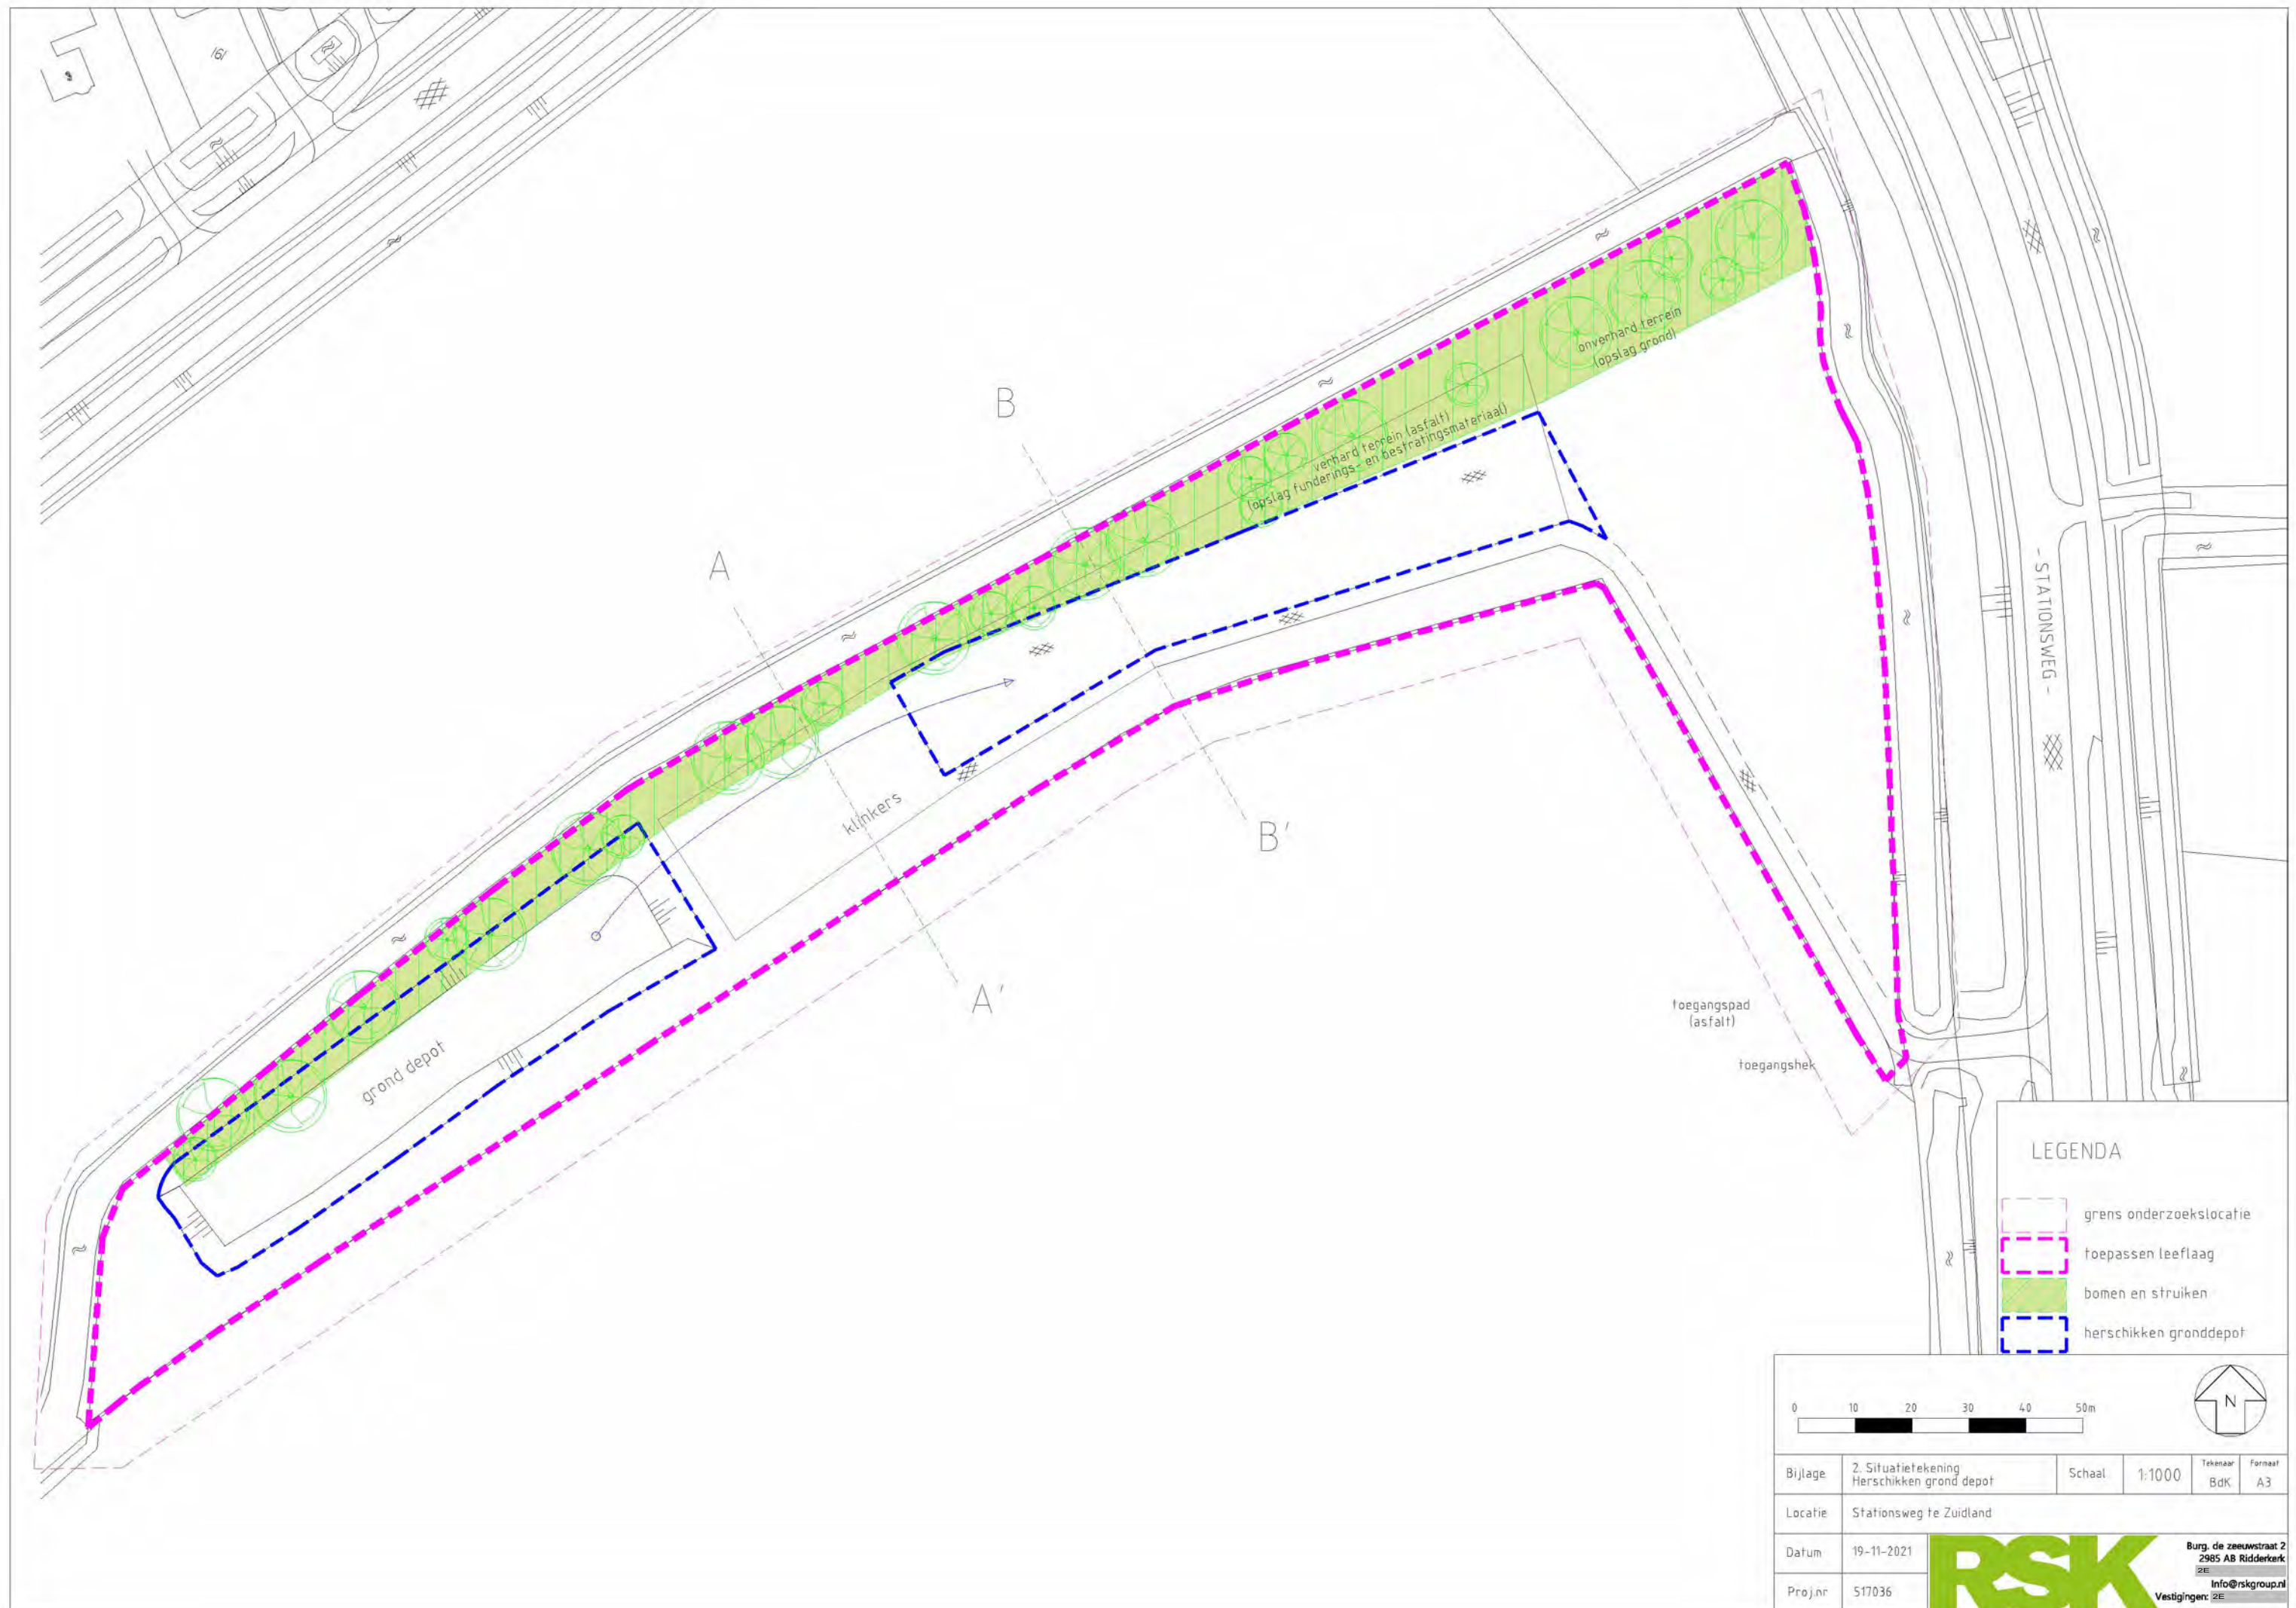 B
A
onverhard terrein
(opslag grond)
verhard terrein (asfalt)
(opslag funderings- en bestratingsmateriaal)
- STATIONSWEG -
klinkers
B'
A'
grond depot
toegangspad
(asfalt)
toegangshek
LEGENDA
grens onderzoekslocatie
toepassen leeflaag
bomen en struiken
herschikken gronddepot
0 10 20 30 40 50m
N
Bijlage
2. Situatietekening
Herschikken grond depot
Schaal
1:1000
Tekenaar
BdK
Formaat
A3
Locatie
Stationsweg te Zuidland
Datum
19-11-2021
Proj.nr
517036
RSK
Burg. de zeeuwstraat 2
2985 AB Ridderkerk
2E
Info@rskgroup.nl
Vestigingen: 2E